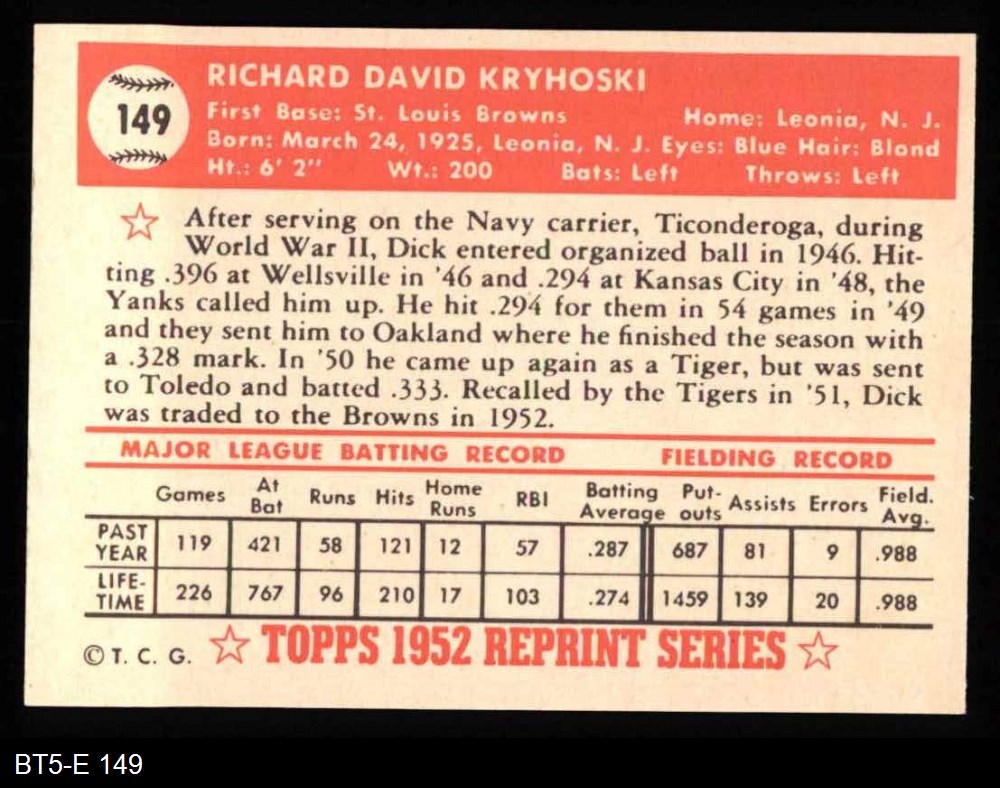 149
RICHARD DAVID KRYHOSKI
First Base: St. Louis Browns Home: Leonia, N. J.
Born: March 24, 1925, Leonia, N. J. Eyes: Blue Hair: Blond
Ht.: 6' 2" Wt.: 200 Bats: Left Throws: Left
After serving on the Navy carrier, Ticonderoga, during
World War II, Dick entered organized ball in 1946. Hit-
ting .396 at Wellsville in '46 and .294 at Kansas City in '48, the
Yanks called him up. He hit .294 for them in 54 games in '49
and they sent him to Oakland where he finished the season with
a .328 mark. In '50 he came up again as a Tiger, but was sent
to Toledo and batted .333. Recalled by the Tigers in '51, Dick
was traded to the Browns in 1952.
MAJOR LEAGUE BATTING RECORD FIELDING RECORD
Games At Bat Runs Hits Home Runs RBI Batting Average Put-outs Assists Errors Field. Avg.
PAST YEAR 119 421 58 121 12 57 .287 687 81 9 .988
LIFE-TIME 226 767 96 210 17 103 .274 1459 139 20 .988
© T. C. G. ☆ TOPPS 1952 REPRINT SERIES ☆
BT5-E 149